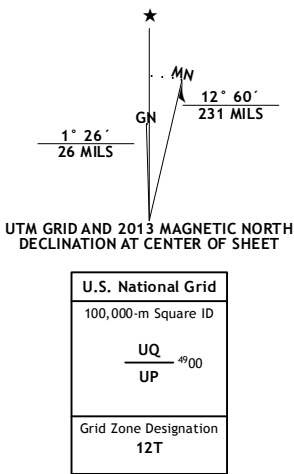 ★
MN
GN
12° 60´
231 MILS
1° 26´
26 MILS
UTM GRID AND 2013 MAGNETIC NORTH
DECLINATION AT CENTER OF SHEET
U.S. National Grid
100,000-m Square ID
UQ
4900
UP
Grid Zone Designation
12T